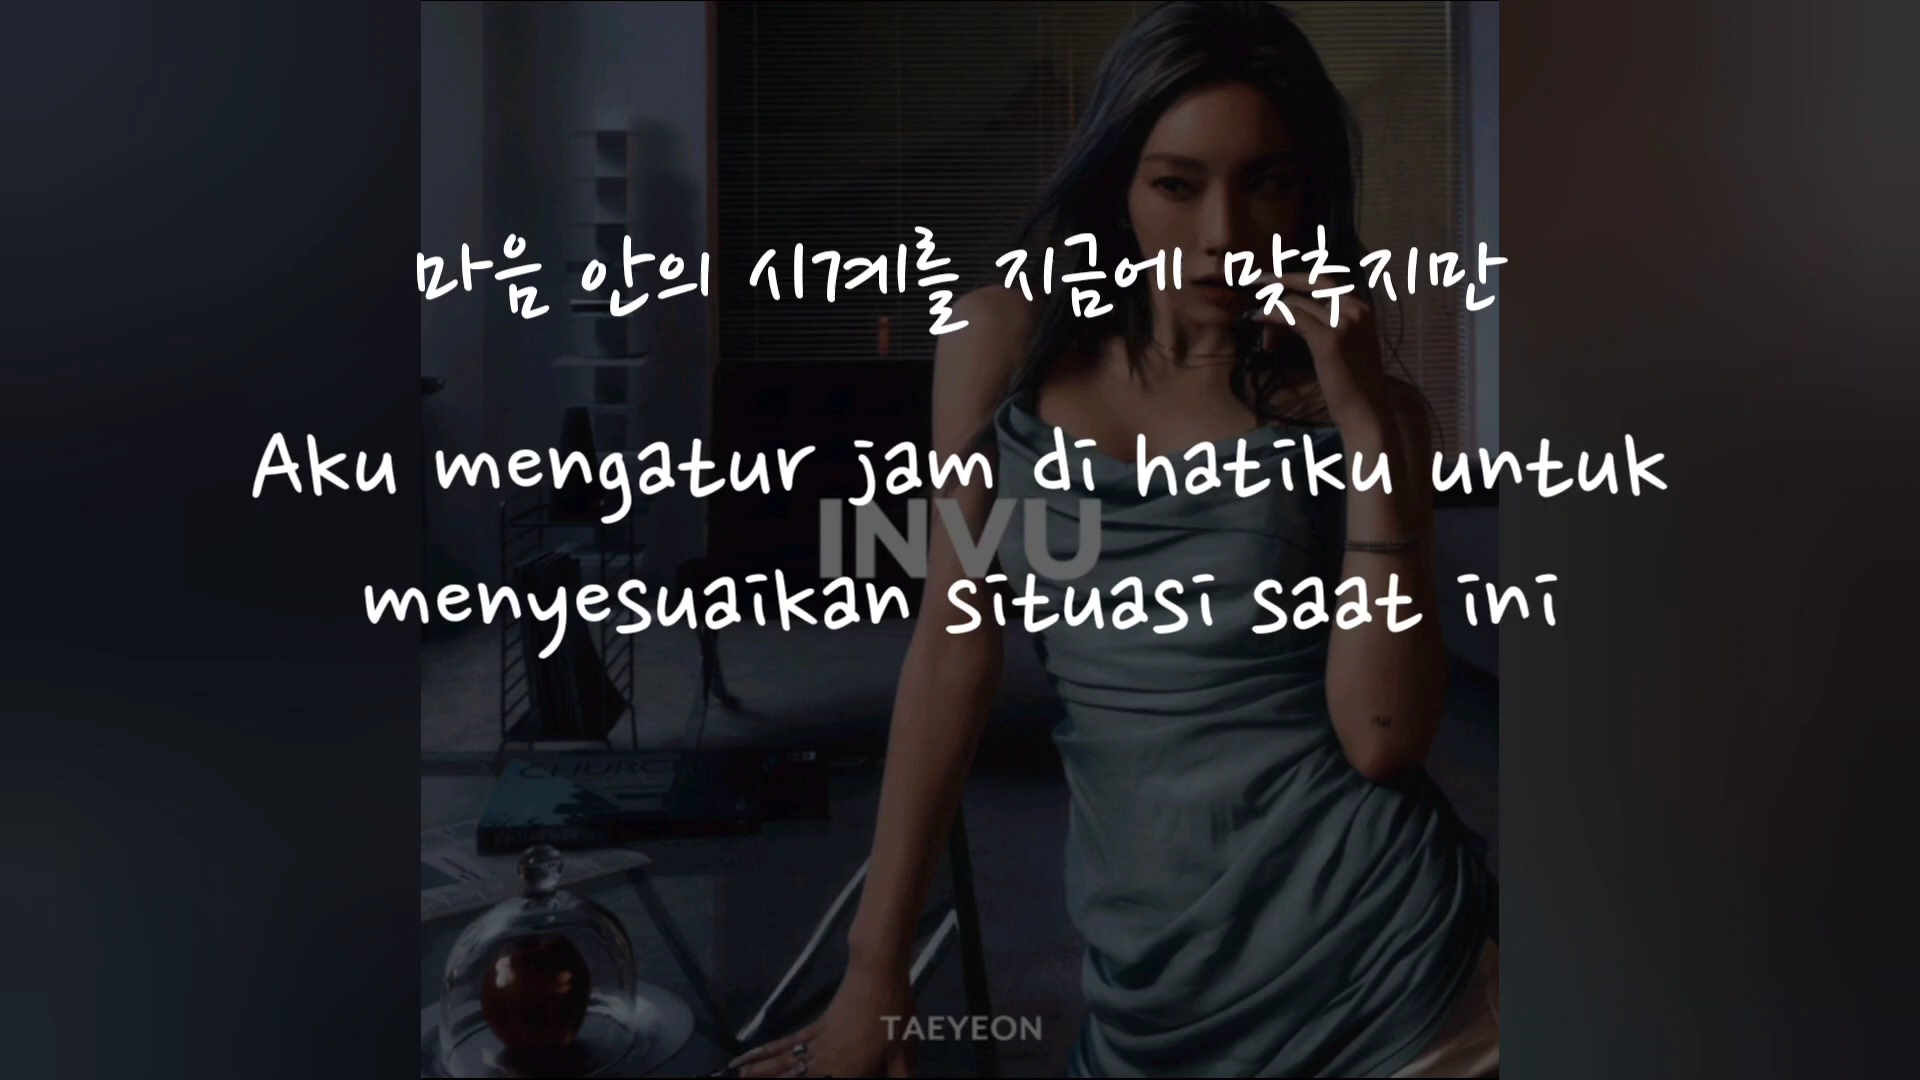 마음 안의 시계를 지금에 맞추지만
Aku mengatur jam di hatiku untuk
INVU
menyesuaikan situasi saat ini
CHURCH
TAEYEON